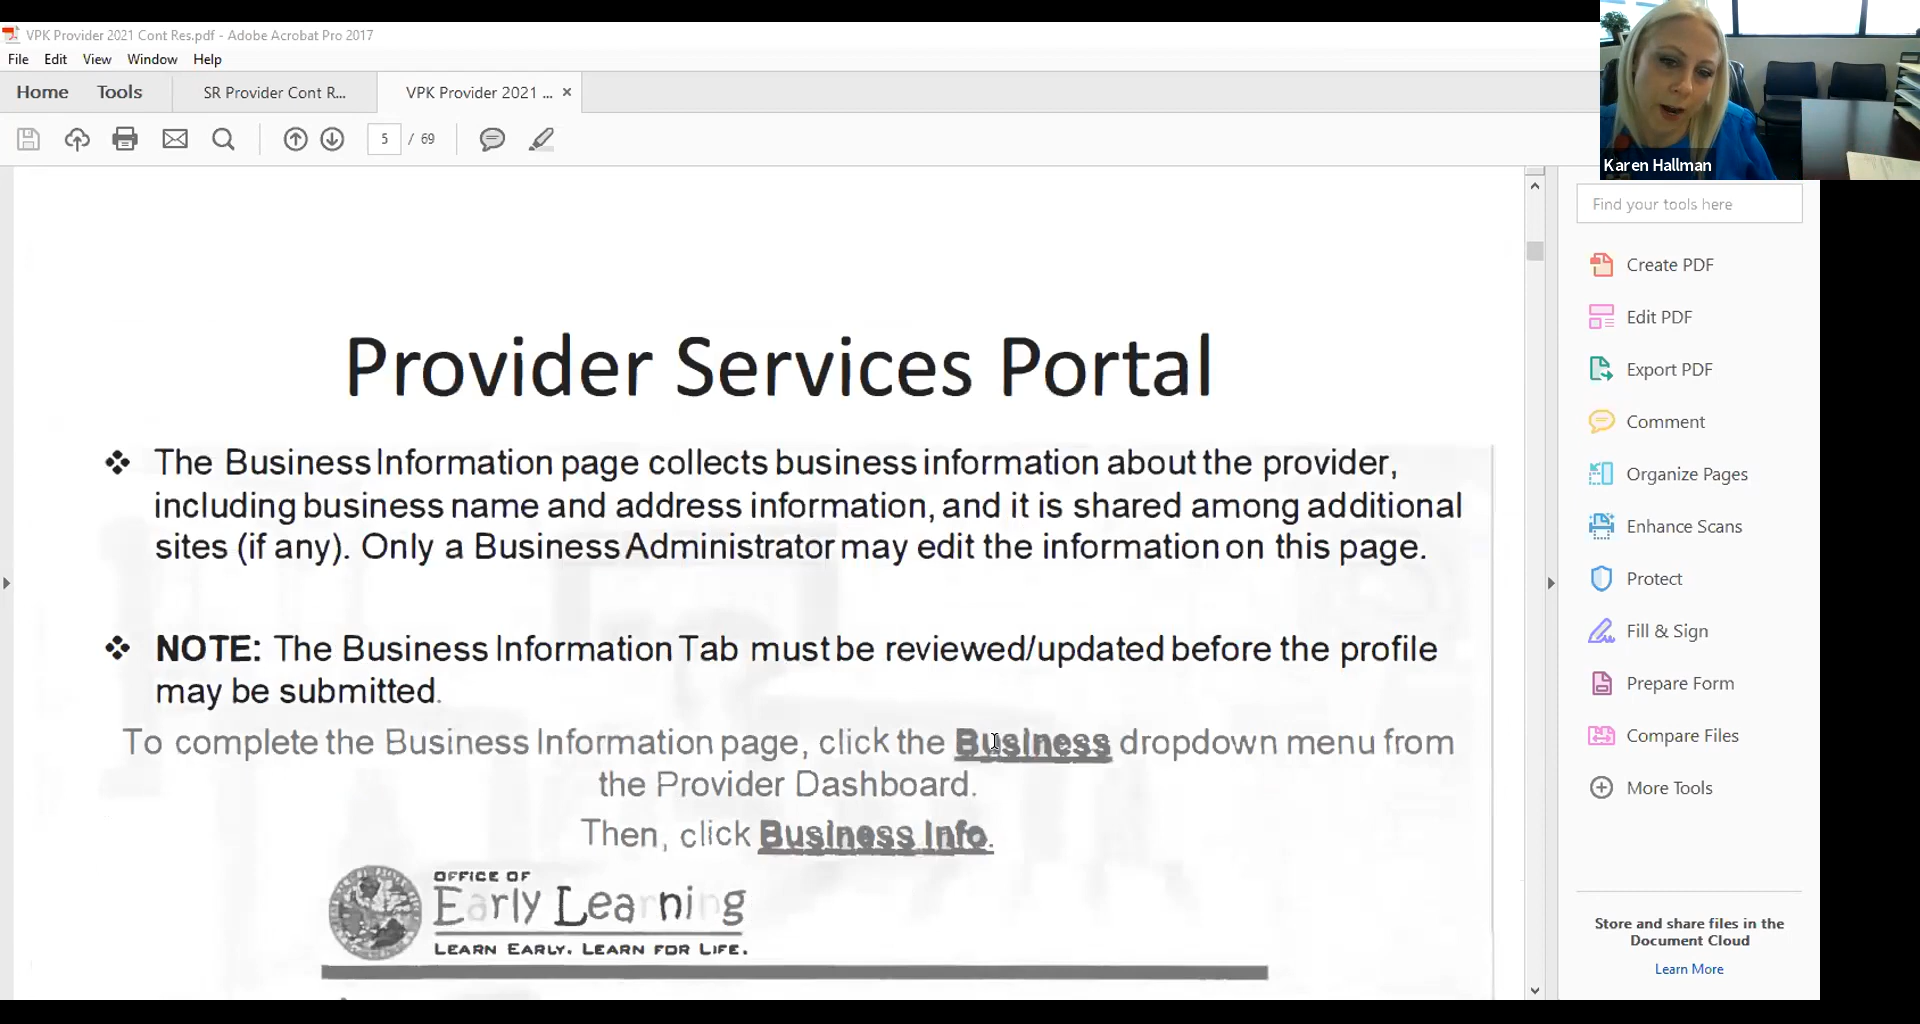 VPK Provider 2021 Cont Res.pdf - Adobe Acrobat Pro 2017
File Edit View Window Help
Home Tools SR Provider Cont R... VPK Provider 2021 ... ×
5 / 69
Karen Hallman
Provider Services Portal
❖ The Business Information page collects business information about the provider,
including business name and address information, and it is shared among additional
sites (if any). Only a Business Administrator may edit the information on this page.
❖ NOTE: The Business Information Tab must be reviewed/updated before the profile
may be submitted.
To complete the Business Information page, click the Business dropdown menu from
the Provider Dashboard.
Then, click Business Info.
OFFICE OF
Early Learning
LEARN EARLY. LEARN FOR LIFE.
Find your tools here
Create PDF
Edit PDF
Export PDF
Comment
Organize Pages
Enhance Scans
Protect
Fill & Sign
Prepare Form
Compare Files
More Tools
Store and share files in the
Document Cloud
Learn More